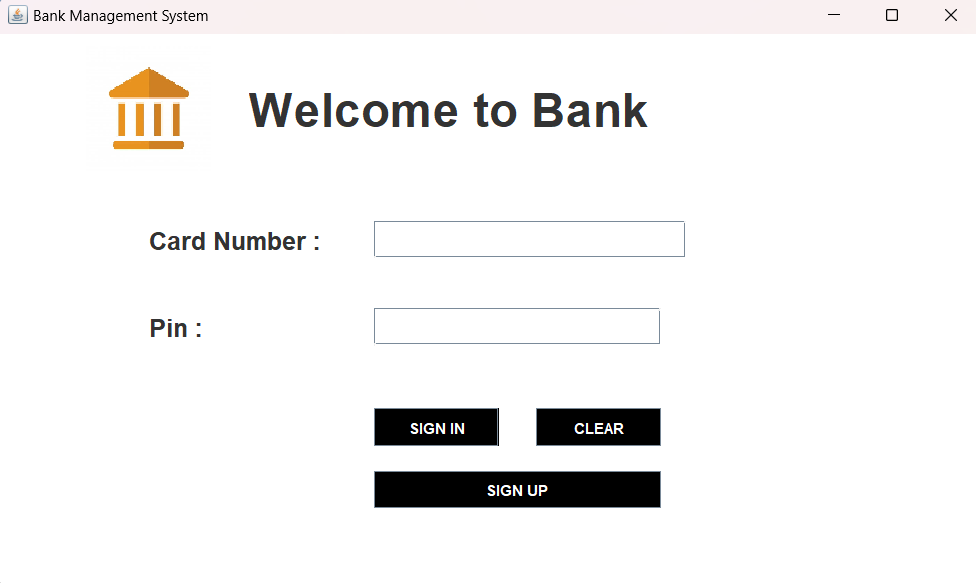 Bank Management System
Welcome to Bank
Card Number :
Pin :
SIGN IN CLEAR
SIGN UP